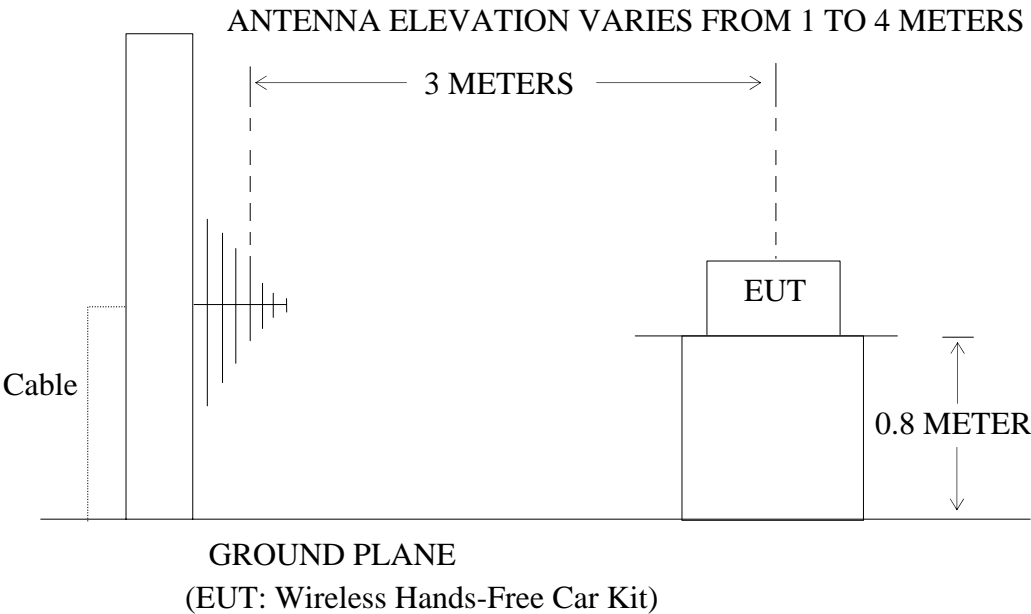 ANTENNA ELEVATION VARIES FROM 1 TO 4 METERS
3 METERS
EUT
Cable
0.8 METER
GROUND PLANE
(EUT: Wireless Hands-Free Car Kit)